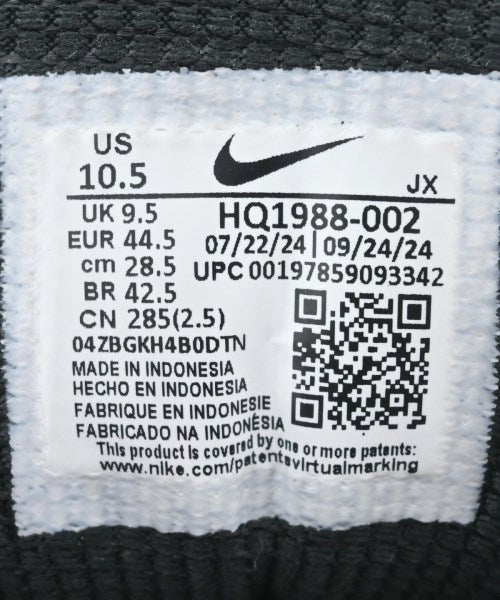 US
10.5
JX
UK 9.5
EUR 44.5
cm 28.5
BR 42.5
CN 285(2.5)
HQ1988-002
07/22/24|09/24/24
UPC 00197859093342
04ZBGKH4B0DTN
MADE IN INDONESIA
HECHO EN INDONESIA
FABRIQUE EN INDONESIE
FABRICADO NA INDONÉSIA
This product is covered by one or more patents:
www.nike.com/patentsvirtualmarking